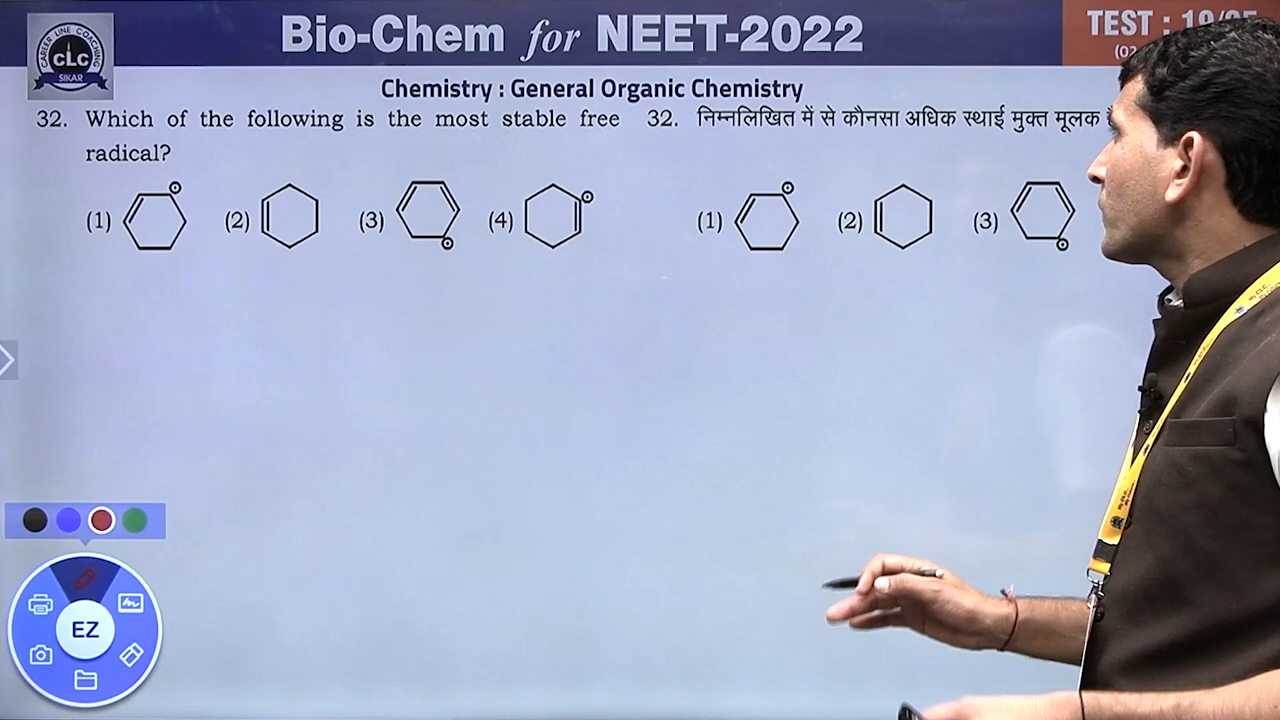 Bio-Chem for NEET-2022
TEST : 19/25
CAREER LINE COACHING
CLC
SIKAR
Chemistry : General Organic Chemistry
32. Which of the following is the most stable free
radical?
(1) (2) (3) (4)
32. निम्नलिखित में से कौनसा अधिक स्थाई मुक्त मूलक
(1) (2) (3)
EZ